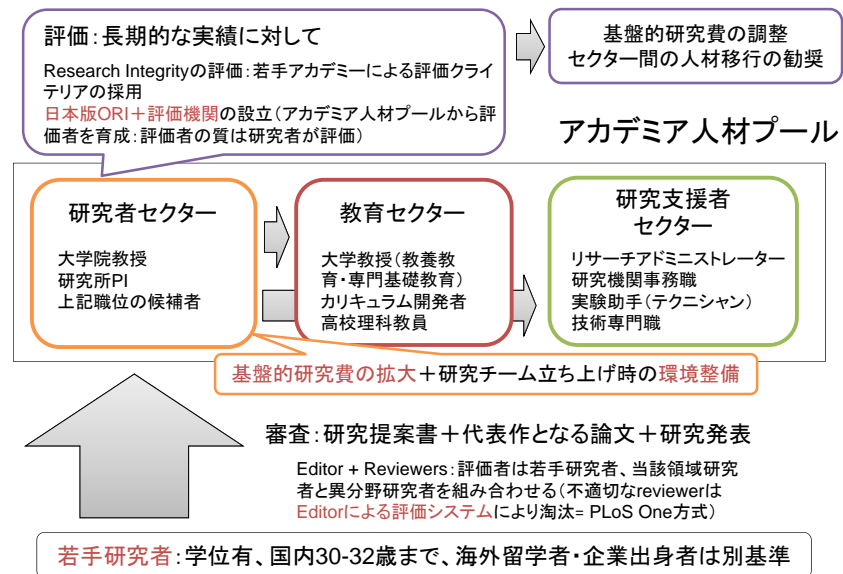 評価：長期的な実績に対して
Research Integrityの評価：若手アカデミーによる評価クライ
テリアの採用
日本版ORI＋評価機関の設立（アカデミア人材プールから評
価者を育成：評価者の質は研究者が評価）
基盤的研究費の調整
セクター間の人材移行の勧奨
アカデミア人材プール
研究者セクター
大学院教授
研究所PI
上記職位の候補者
教育セクター
大学教授（教養教
育・専門基礎教育）
カリキュラム開発者
高校理科教員
研究支援者
セクター
リサーチアドミニストレーター
研究機関事務職
実験助手（テクニシャン）
技術専門職
基盤的研究費の拡大＋研究チーム立ち上げ時の環境整備
審査：研究提案書＋代表作となる論文＋研究発表
Editor + Reviewers：評価者は若手研究者、当該領域研究
者と異分野研究者を組み合わせる（不適切なreviewerは
Editorによる評価システムにより淘汰= PLoS One方式）
若手研究者：学位有、国内30-32歳まで、海外留学者・企業出身者は別基準